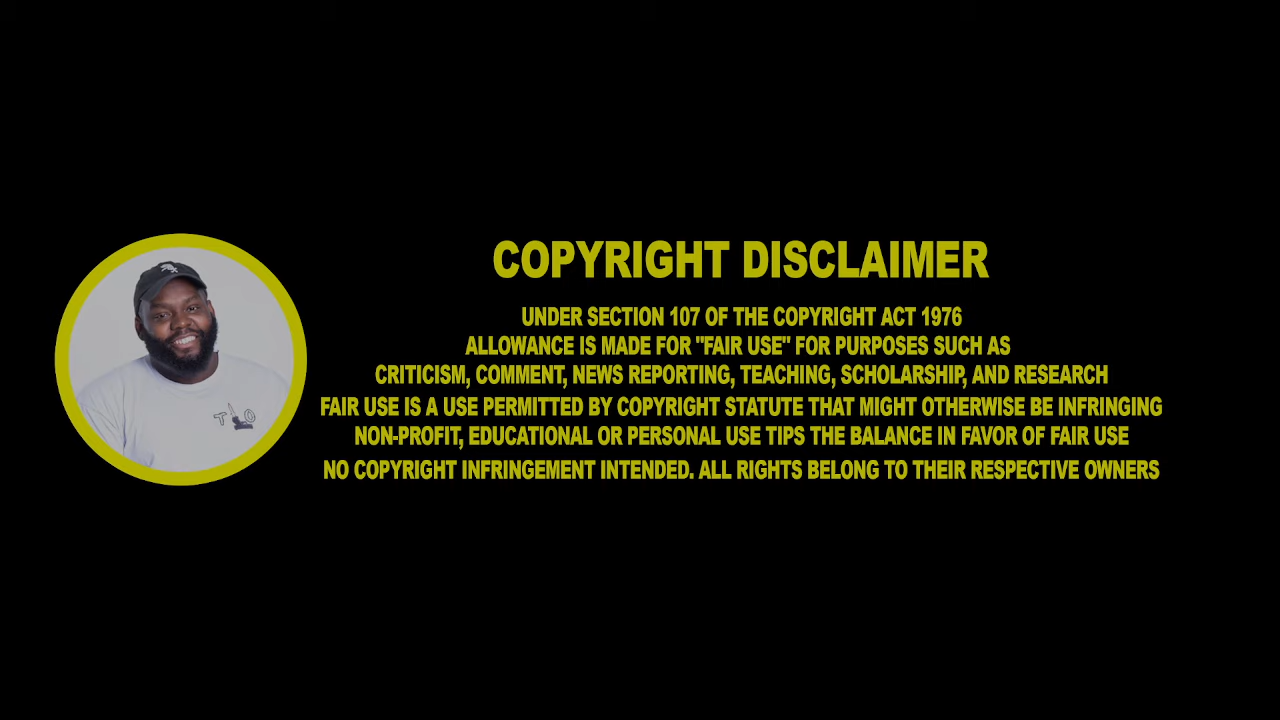 COPYRIGHT DISCLAIMER
UNDER SECTION 107 OF THE COPYRIGHT ACT 1976
ALLOWANCE IS MADE FOR "FAIR USE" FOR PURPOSES SUCH AS
CRITICISM, COMMENT, NEWS REPORTING, TEACHING, SCHOLARSHIP, AND RESEARCH
FAIR USE IS A USE PERMITTED BY COPYRIGHT STATUTE THAT MIGHT OTHERWISE BE INFRINGING
NON-PROFIT, EDUCATIONAL OR PERSONAL USE TIPS THE BALANCE IN FAVOR OF FAIR USE
NO COPYRIGHT INFRINGEMENT INTENDED. ALL RIGHTS BELONG TO THEIR RESPECTIVE OWNERS